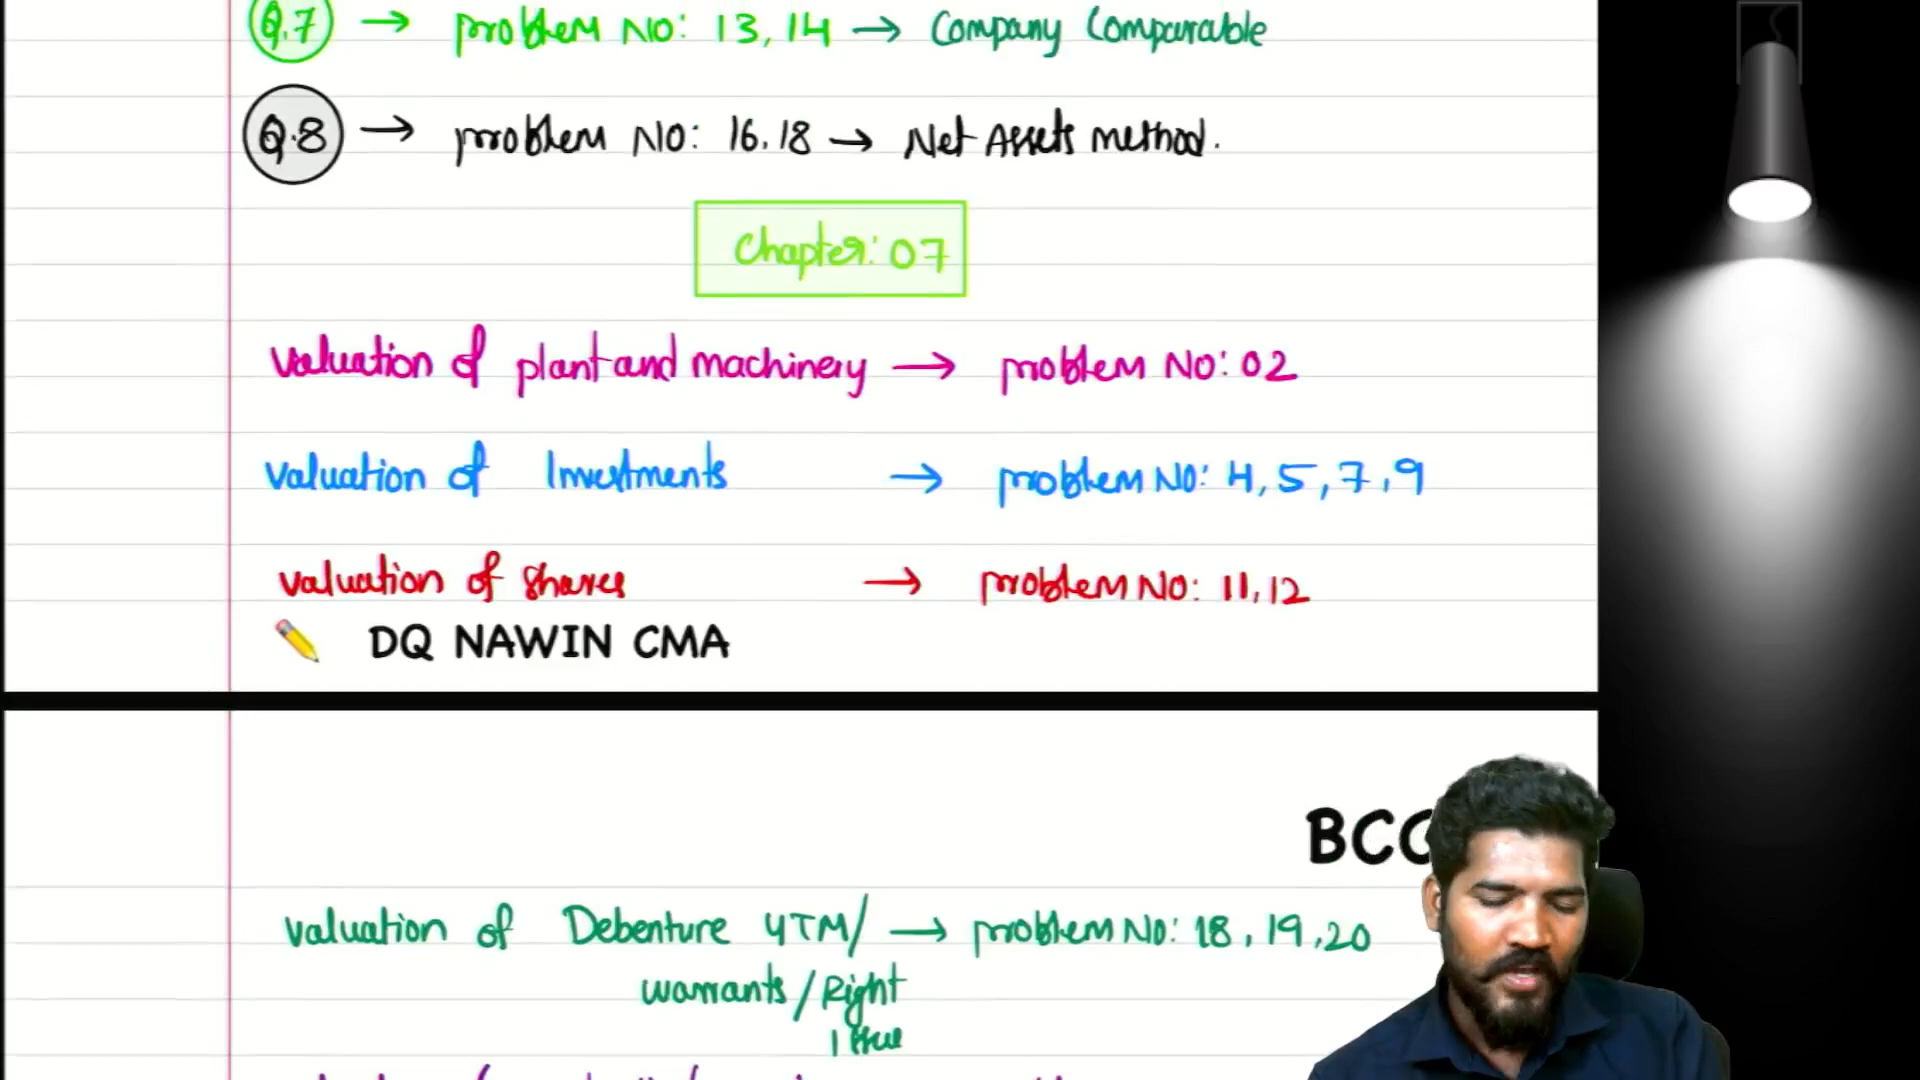 Q.7 → problem NO: 13, 14 → Company Comparable
Q.8 → problem NO: 16, 18 → Net Assets method.
Chapter: 07
valuation of plant and machinery → problem NO: 02
valuation of Investments → problem NO: 4, 5, 7, 9
valuation of shares → problem NO: 11, 12
DQ NAWIN CMA
valuation of Debenture YTM/ → problem NO: 18, 19, 20
warrants / Right
Issue